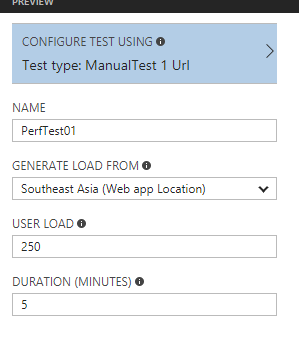 PREVIEW
CONFIGURE TEST USING
Test type: ManualTest 1 Url
NAME
PerfTest01
GENERATE LOAD FROM
Southeast Asia (Web app Location)
USER LOAD
250
DURATION (MINUTES)
5